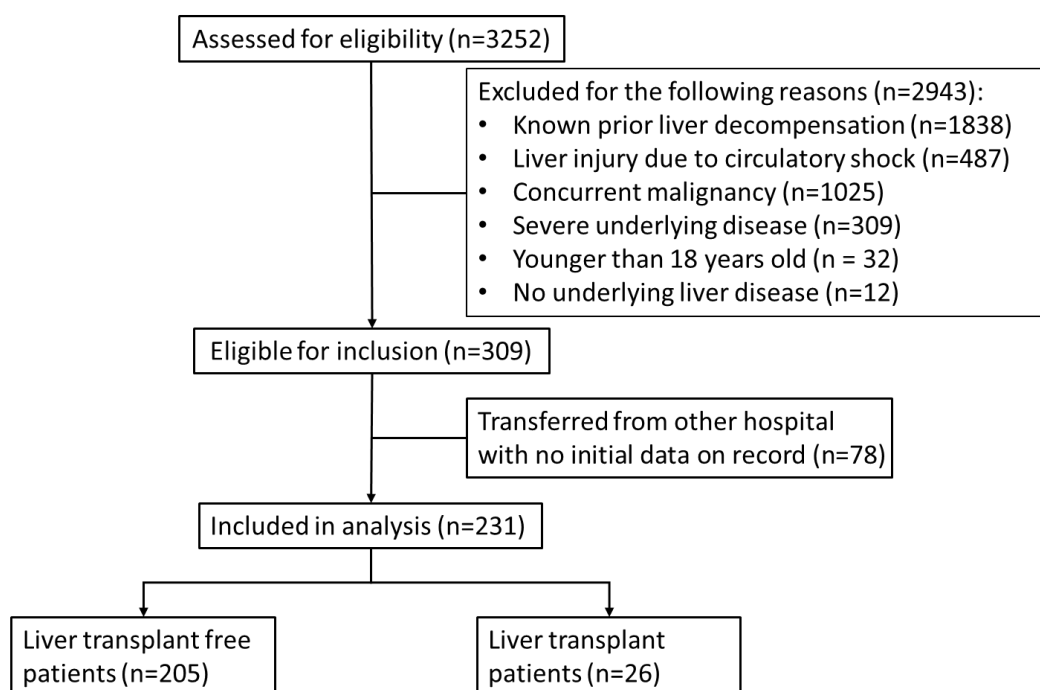 Assessed for eligibility (n=3252)
Excluded for the following reasons (n=2943):
• Known prior liver decompensation (n=1838)
• Liver injury due to circulatory shock (n=487)
• Concurrent malignancy (n=1025)
• Severe underlying disease (n=309)
• Younger than 18 years old (n = 32)
• No underlying liver disease (n=12)
Eligible for inclusion (n=309)
Transferred from other hospital
with no initial data on record (n=78)
Included in analysis (n=231)
Liver transplant free
patients (n=205)
Liver transplant
patients (n=26)